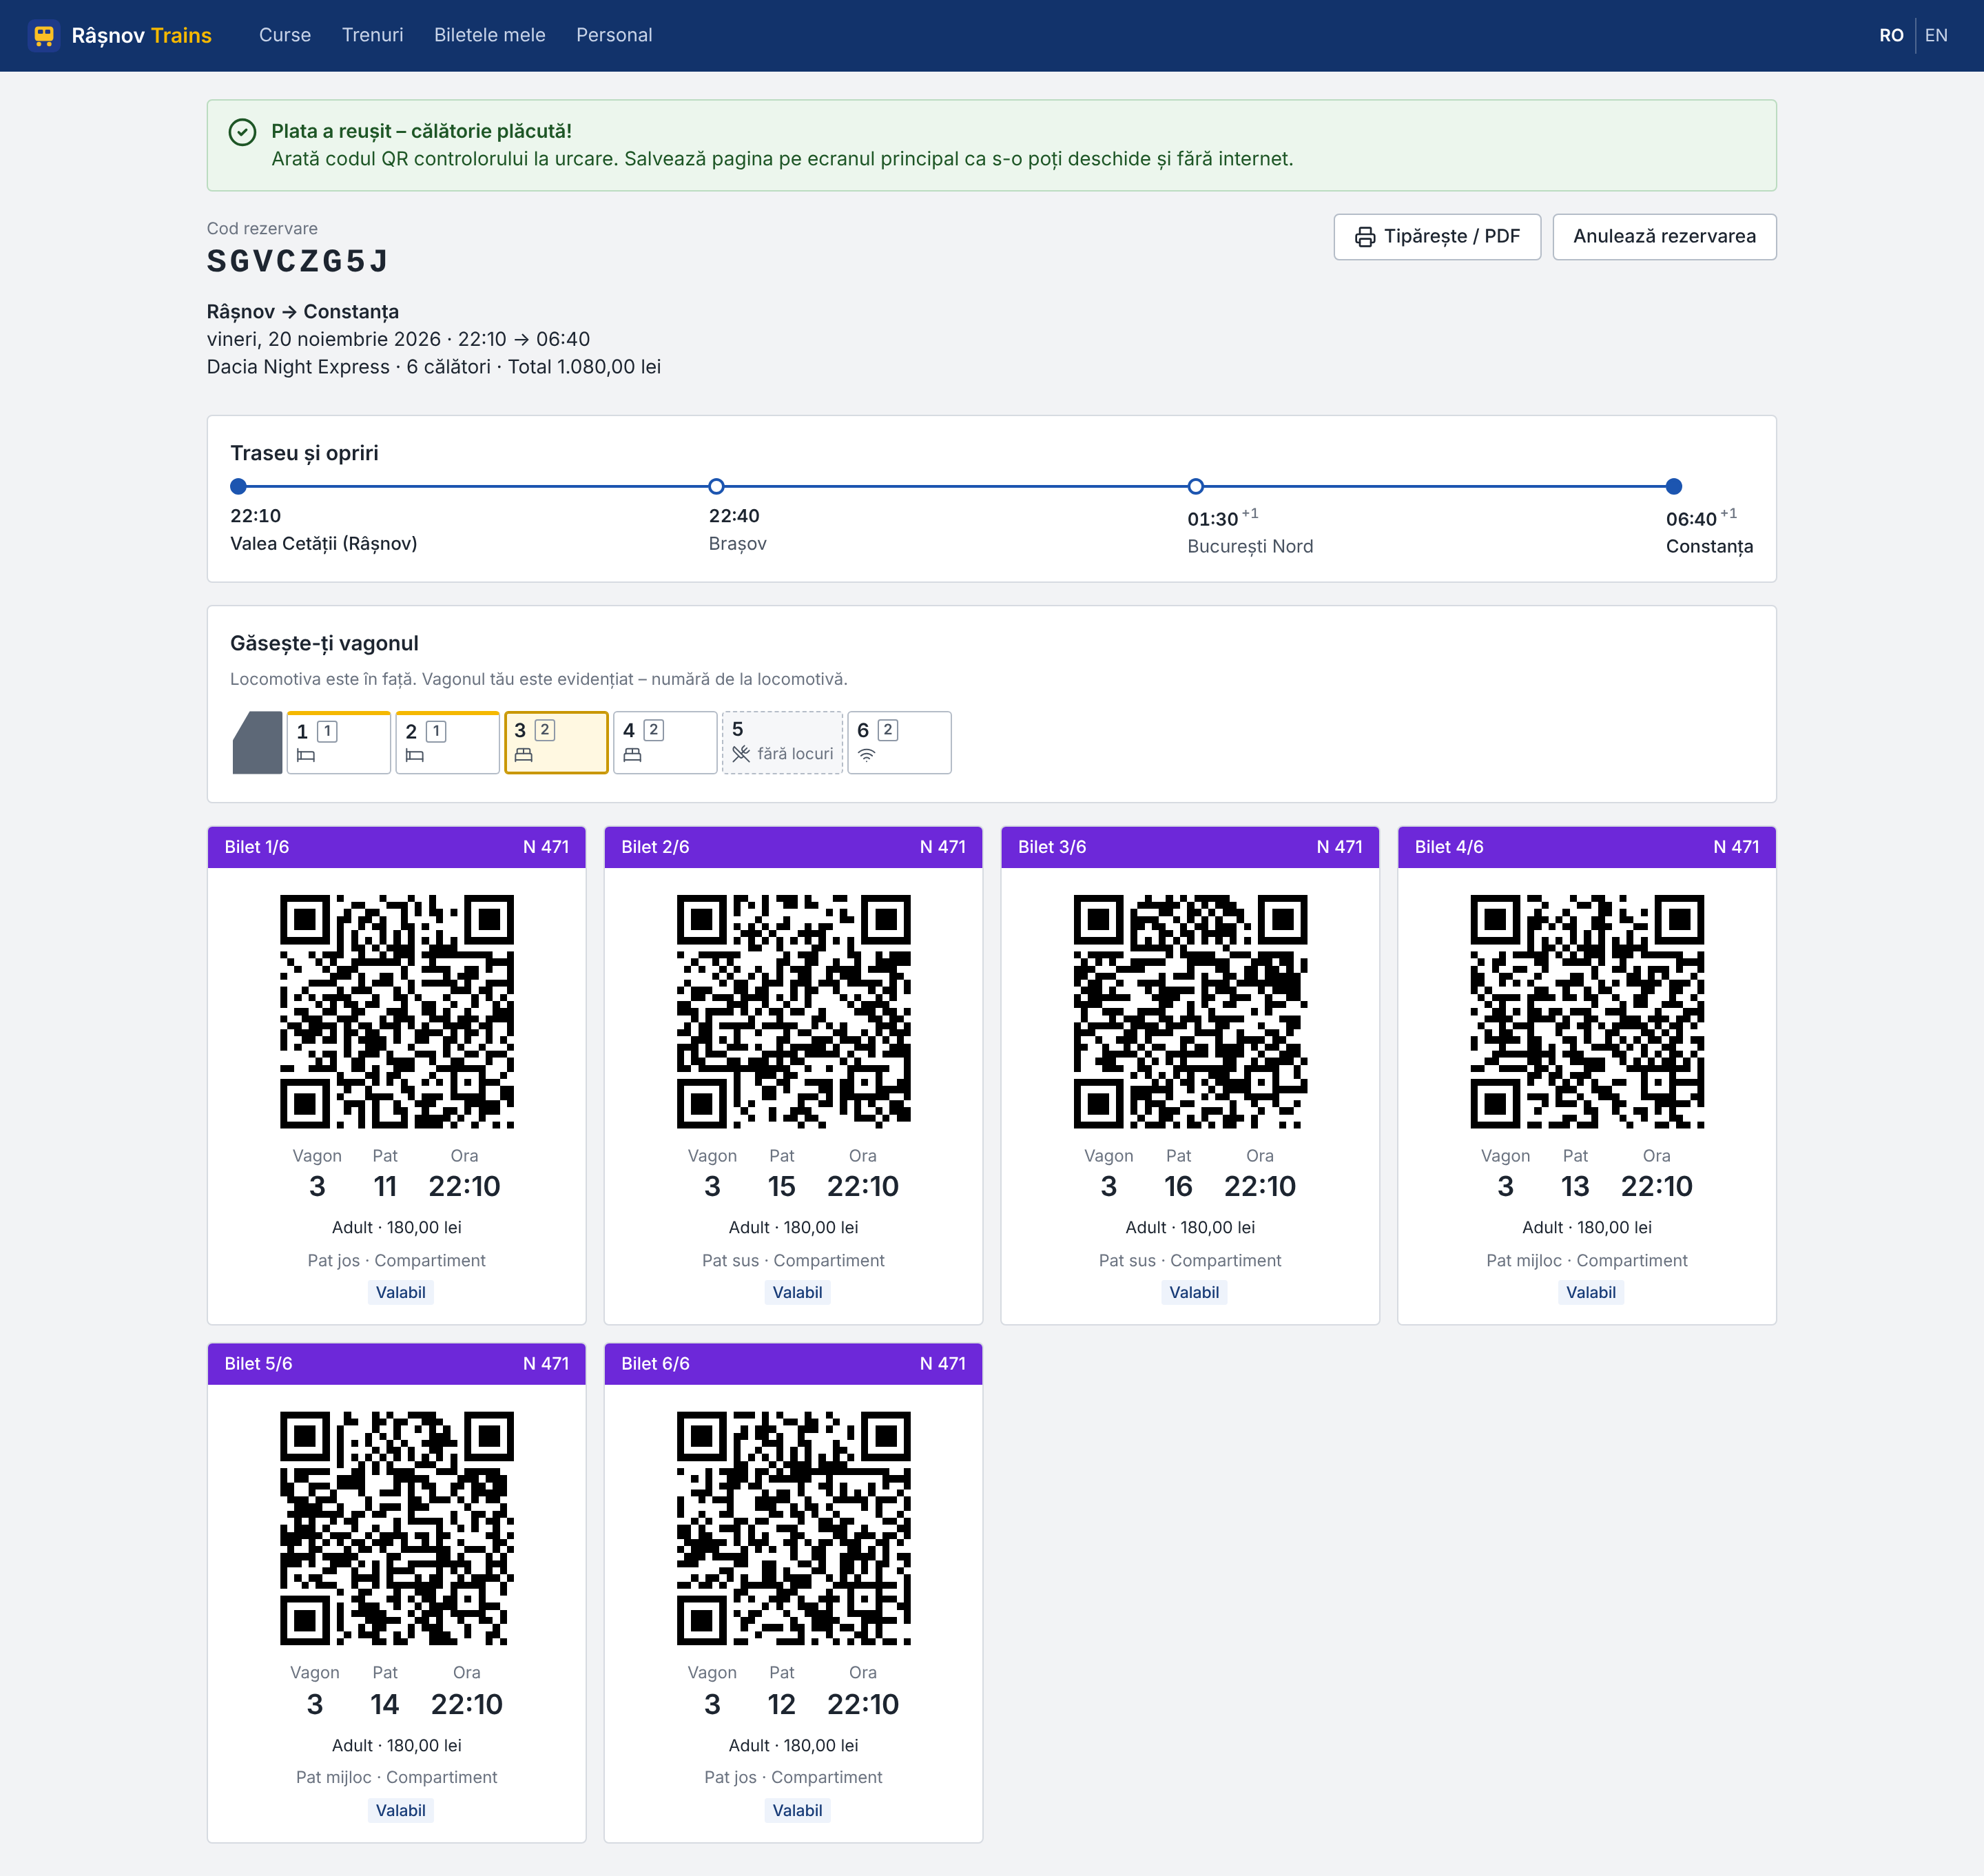 Râșnov Trains
Curse
Trenuri
Biletele mele
Personal
RO
EN
Plata a reușit – călătorie plăcută!
Arată codul QR controlorului la urcare. Salvează pagina pe ecranul principal ca s-o poți deschide și fără internet.
Cod rezervare
SGVCZG5J
Tipărește / PDF
Anulează rezervarea
Râșnov → Constanța
vineri, 20 noiembrie 2026 · 22:10 → 06:40
Dacia Night Express · 6 călători · Total 1.080,00 lei
Traseu și opriri
22:10
Valea Cetății (Râșnov)
22:40
Brașov
01:30 +1
București Nord
06:40 +1
Constanța
Găsește-ți vagonul
Locomotiva este în față. Vagonul tău este evidențiat – numără de la locomotivă.
1 1
2 1
3 2
4 2
5
fără locuri
6 2
Bilet 1/6 N 471
Vagon Pat Ora
3 11 22:10
Adult · 180,00 lei
Pat jos · Compartiment
Valabil
Bilet 2/6 N 471
Vagon Pat Ora
3 15 22:10
Adult · 180,00 lei
Pat sus · Compartiment
Valabil
Bilet 3/6 N 471
Vagon Pat Ora
3 16 22:10
Adult · 180,00 lei
Pat sus · Compartiment
Valabil
Bilet 4/6 N 471
Vagon Pat Ora
3 13 22:10
Adult · 180,00 lei
Pat mijloc · Compartiment
Valabil
Bilet 5/6 N 471
Vagon Pat Ora
3 14 22:10
Adult · 180,00 lei
Pat mijloc · Compartiment
Valabil
Bilet 6/6 N 471
Vagon Pat Ora
3 12 22:10
Adult · 180,00 lei
Pat jos · Compartiment
Valabil